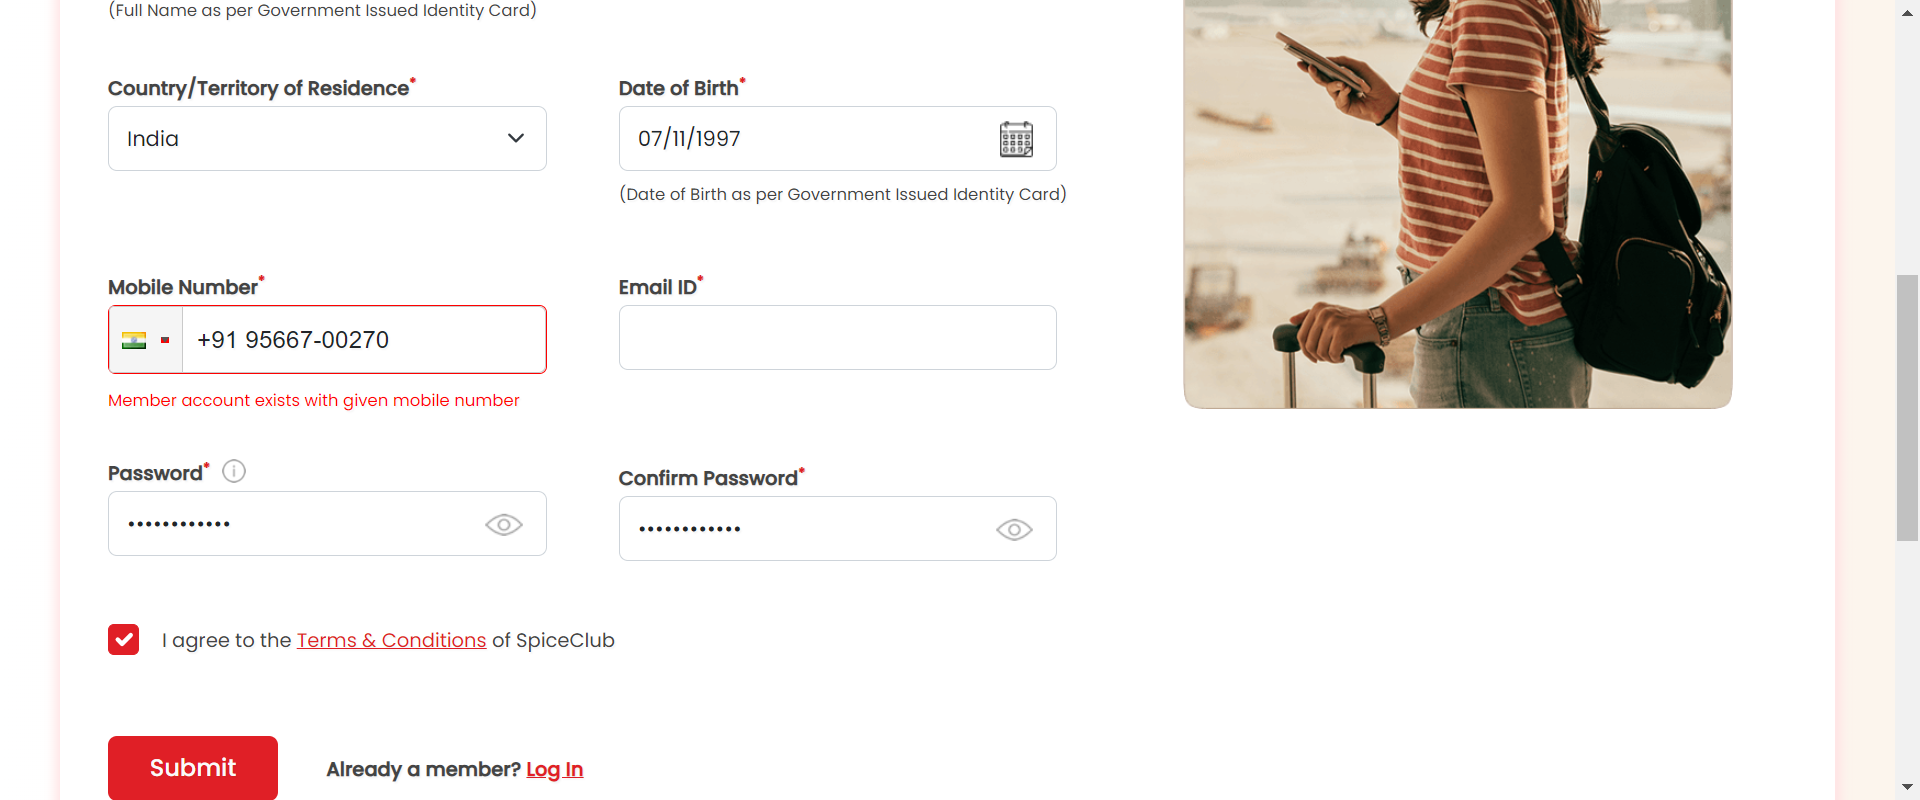 (Full Name as per Government Issued Identity Card)
Country/Territory of Residence*
Date of Birth*
India
07/11/1997
(Date of Birth as per Government Issued Identity Card)
Mobile Number*
Email ID*
+91 95667-00270
Member account exists with given mobile number
Password*
Confirm Password*
••••••••••••
••••••••••••
I agree to the Terms & Conditions of SpiceClub
Submit
Already a member? Log In